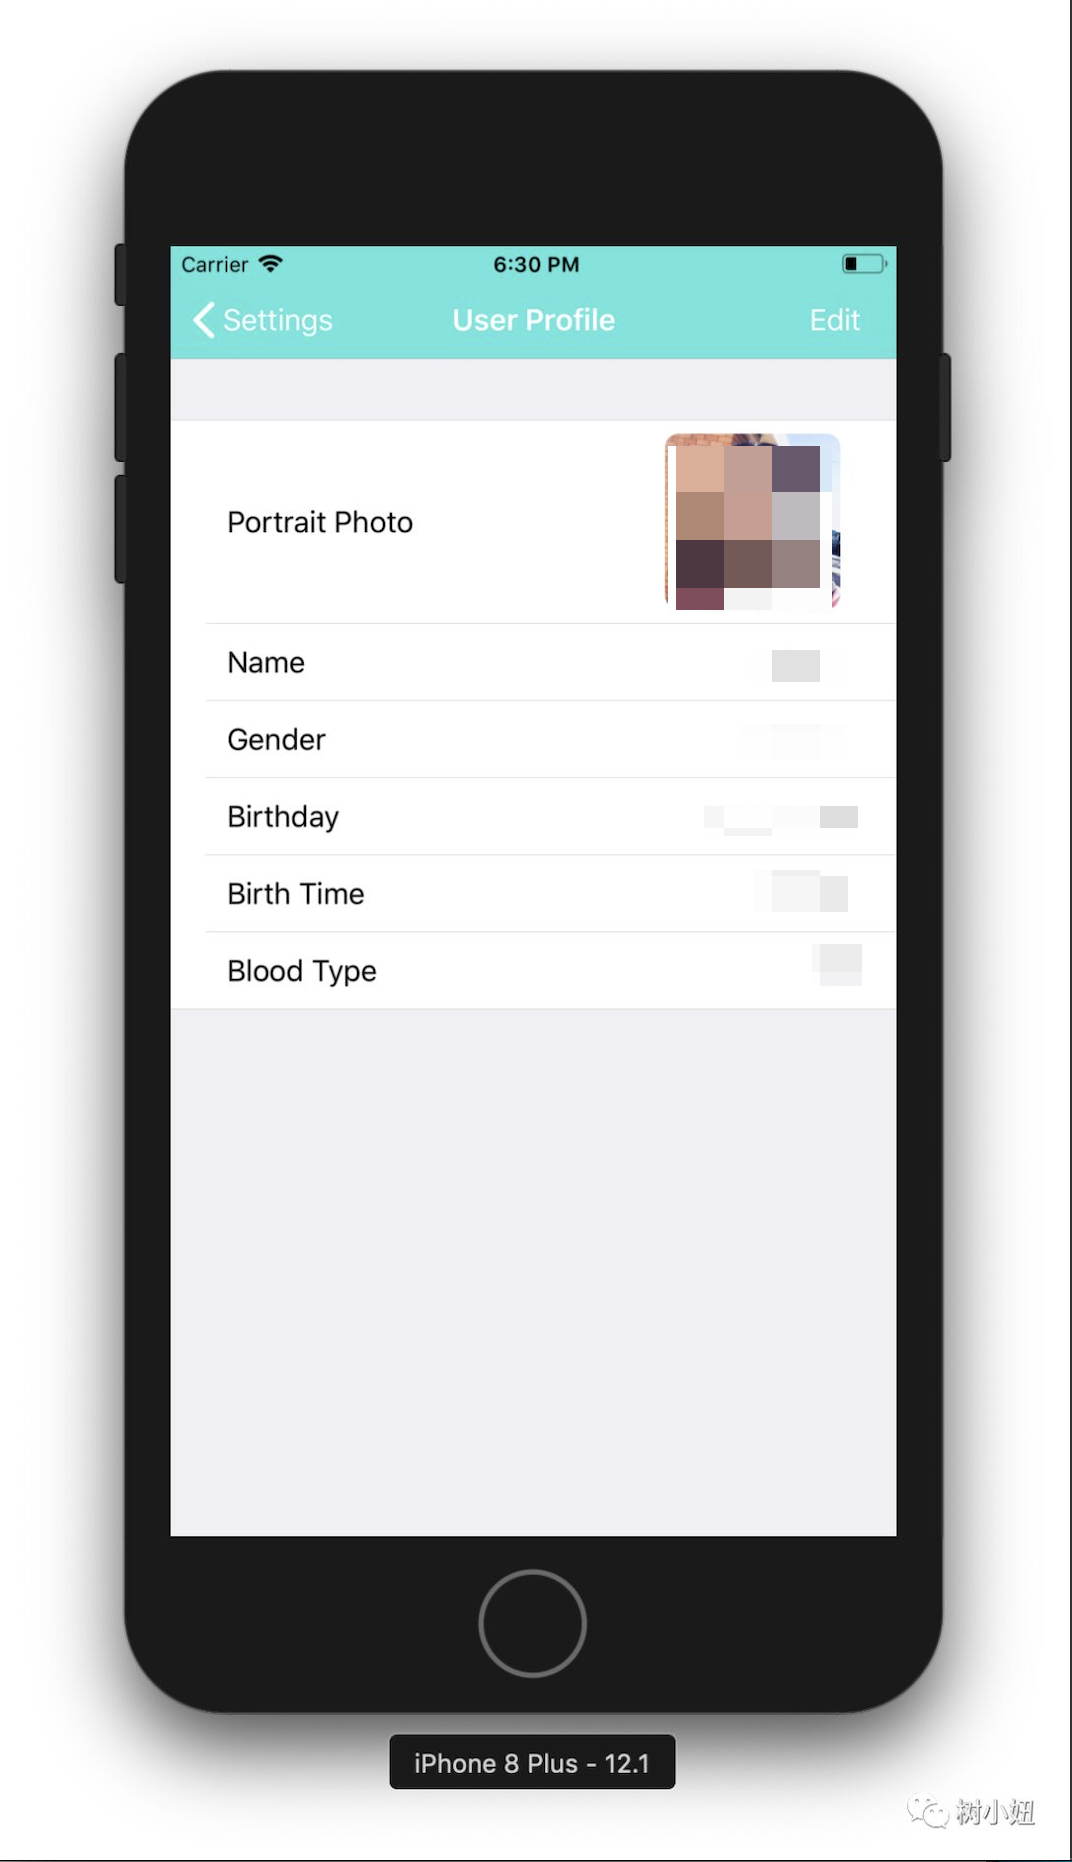 Carrier 6:30 PM
Settings User Profile Edit
Portrait Photo
Name
Gender
Birthday
Birth Time
Blood Type
iPhone 8 Plus - 12.1
树小妞